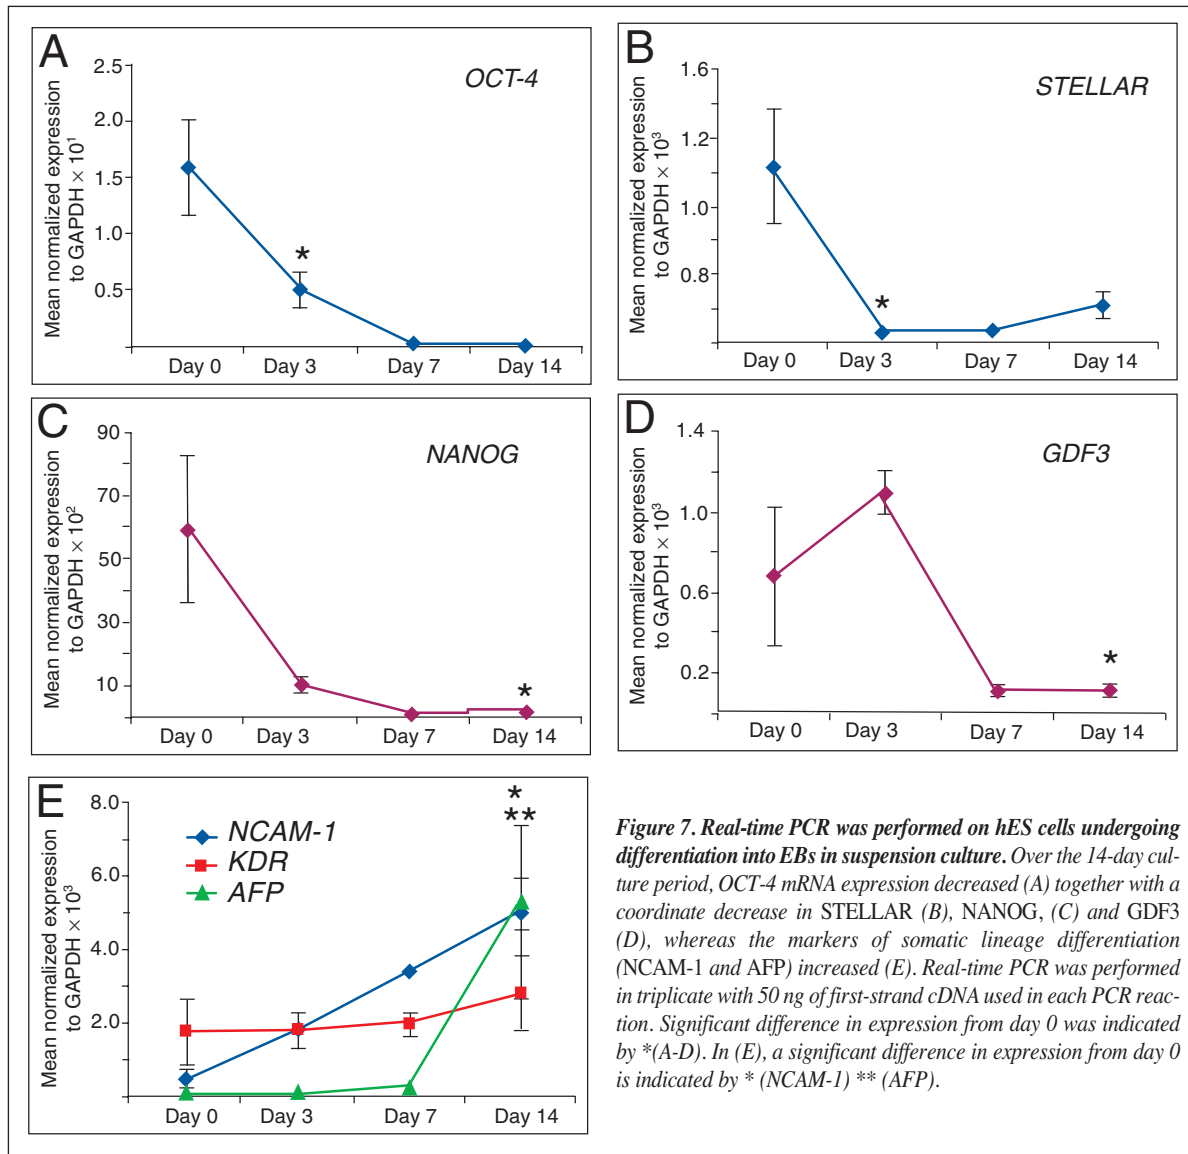 A
OCT-4
Mean normalized expression
to GAPDH × 10¹
2.5
2.0
1.5
1.0
0.5
*
Day 0 Day 3 Day 7 Day 14
B
STELLAR
Mean normalized expression
to GAPDH × 10³
1.6
1.2
1.0
0.8
*
Day 0 Day 3 Day 7 Day 14
C
NANOG
Mean normalized expression
to GAPDH × 10²
90
70
50
30
10
*
Day 0 Day 3 Day 7 Day 14
D
GDF3
Mean normalized expression
to GAPDH × 10³
1.4
1.0
0.6
0.2
*
Day 0 Day 3 Day 7 Day 14
E
NCAM-1
KDR
AFP
Mean normalized expression
to GAPDH × 10³
8.0
6.0
4.0
2.0
*
**
Day 0 Day 3 Day 7 Day 14
Figure 7. Real-time PCR was performed on hES cells undergoing
differentiation into EBs in suspension culture. Over the 14-day cul-
ture period, OCT-4 mRNA expression decreased (A) together with a
coordinate decrease in STELLAR (B), NANOG, (C) and GDF3
(D), whereas the markers of somatic lineage differentiation
(NCAM-1 and AFP) increased (E). Real-time PCR was performed
in triplicate with 50 ng of first-strand cDNA used in each PCR reac-
tion. Significant difference in expression from day 0 was indicated
by *(A-D). In (E), a significant difference in expression from day 0
is indicated by * (NCAM-1) ** (AFP).